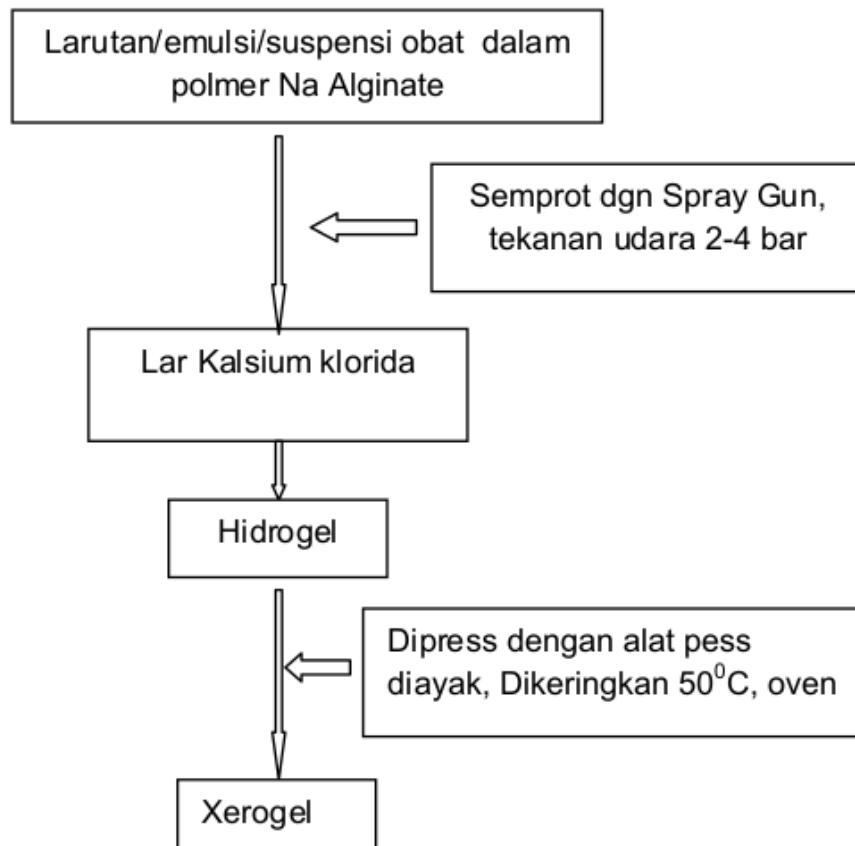 Larutan/emulsi/suspensi obat dalam
polmer Na Alginate
Semprot dgn Spray Gun,
tekanan udara 2-4 bar
Lar Kalsium klorida
Hidrogel
Dipress dengan alat pess
diayak, Dikeringkan 50⁰C, oven
Xerogel